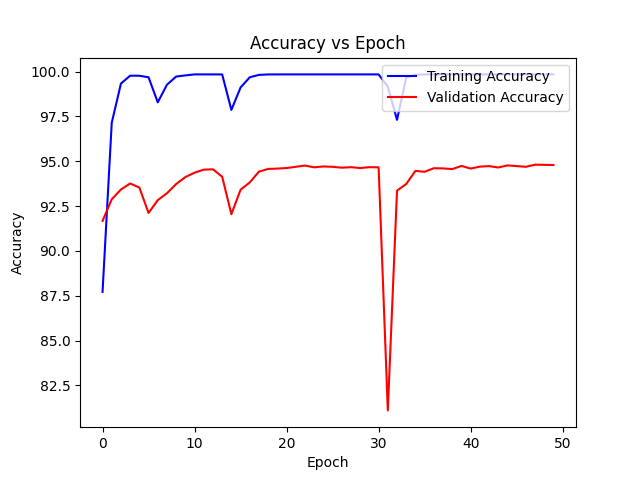 Accuracy vs Epoch
100.0
97.5
95.0
92.5
90.0
87.5
85.0
82.5
Accuracy
Training Accuracy
Validation Accuracy
0 10 20 30 40 50
Epoch